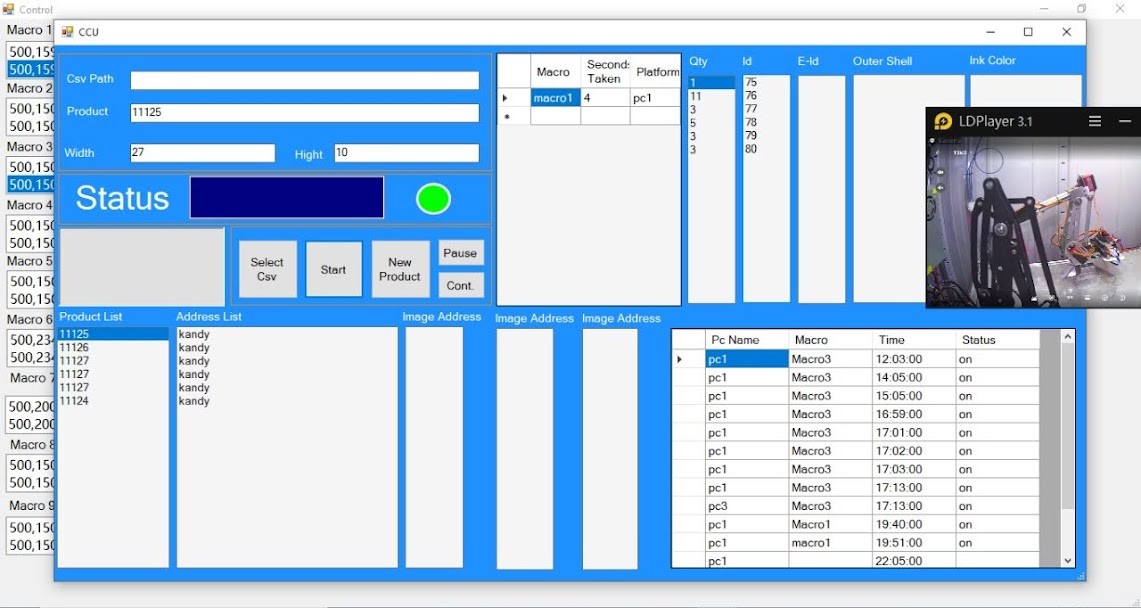 Control
CCU
Macro 1
500,159
500,159
Macro 2
500,150
500,150
Macro 3
500,150
500,150
Macro 4
500,150
500,150
Macro 5
500,150
500,150
Macro 6
500,234
500,234
Macro 7
500,200
500,200
Macro 8
500,150
500,150
Macro 9
500,150
500,150
Csv Path
Product 11125
Width 27 Hight 10
Status
Select Csv
Start
New Product
Pause
Cont.
Macro Seconds Taken Platform
macro1 4 pc1
*
Qty Id E-Id Outer Shell Ink Color
1 75
11 76
3 77
5 78
3 79
3 80
LDPlayer 3.1
Product List Address List Image Address Image Address Image Address
11125 kandy
11126 kandy
11127 kandy
11127 kandy
11127 kandy
11124 kandy
Pc Name Macro Time Status
pc1 Macro3 12:03:00 on
pc1 Macro3 14:05:00 on
pc1 Macro3 15:05:00 on
pc1 Macro3 16:59:00 on
pc1 Macro3 17:01:00 on
pc1 Macro3 17:02:00 on
pc1 Macro3 17:03:00 on
pc1 Macro3 17:13:00 on
pc3 Macro3 17:13:00 on
pc1 Macro1 19:40:00 on
pc1 macro1 19:51:00 on
pc1 22:05:00